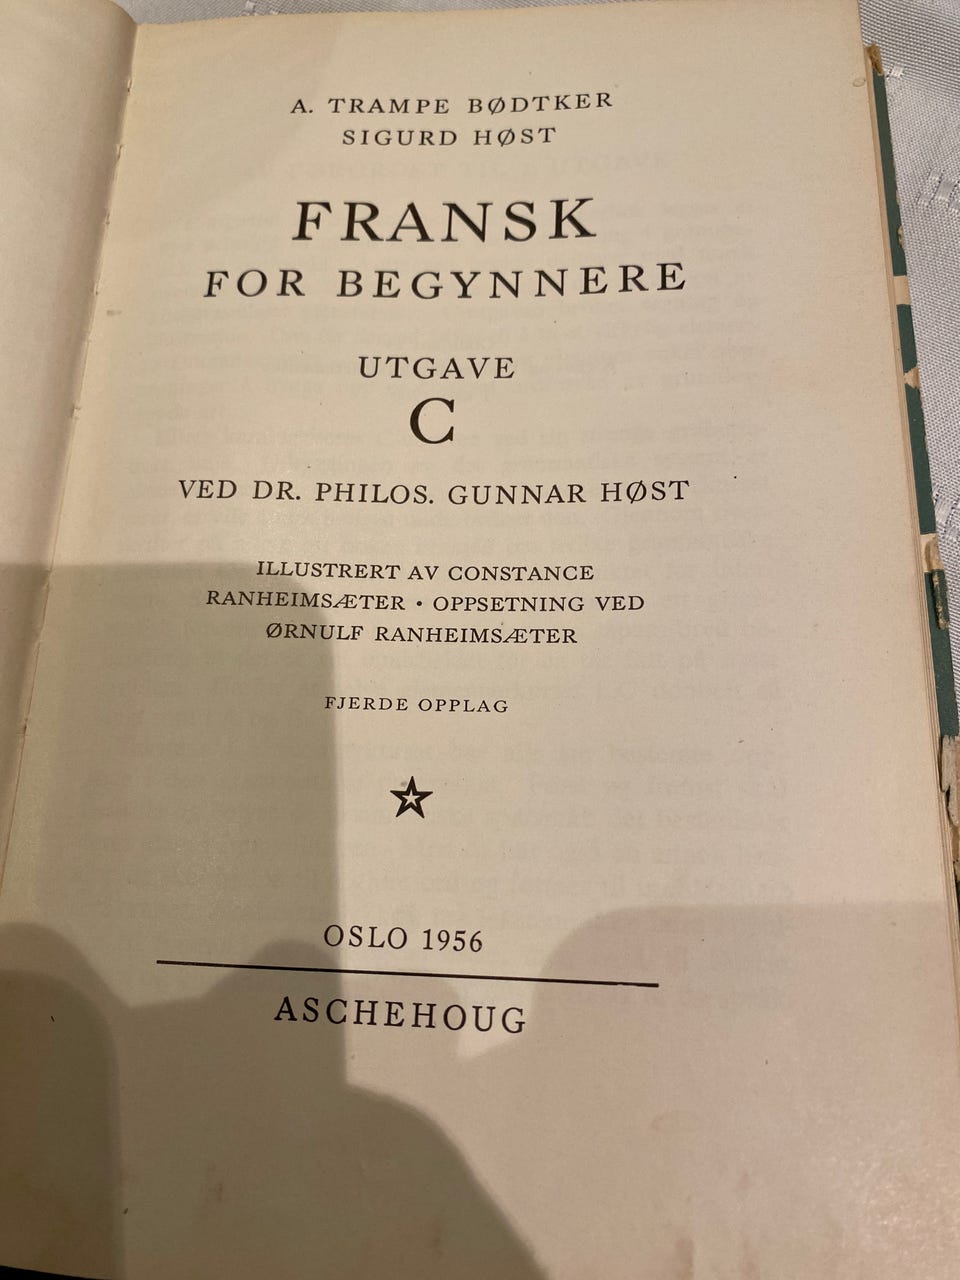 A. TRAMPE BØDTKER
SIGURD HØST
FRANSK
FOR BEGYNNERE
UTGAVE
C
VED DR. PHILOS. GUNNAR HØST
ILLUSTRERT AV CONSTANCE
RANHEIMSÆTER • OPPSETNING VED
ØRNULF RANHEIMSÆTER
FJERDE OPPLAG
OSLO 1956
ASCHEHOUG